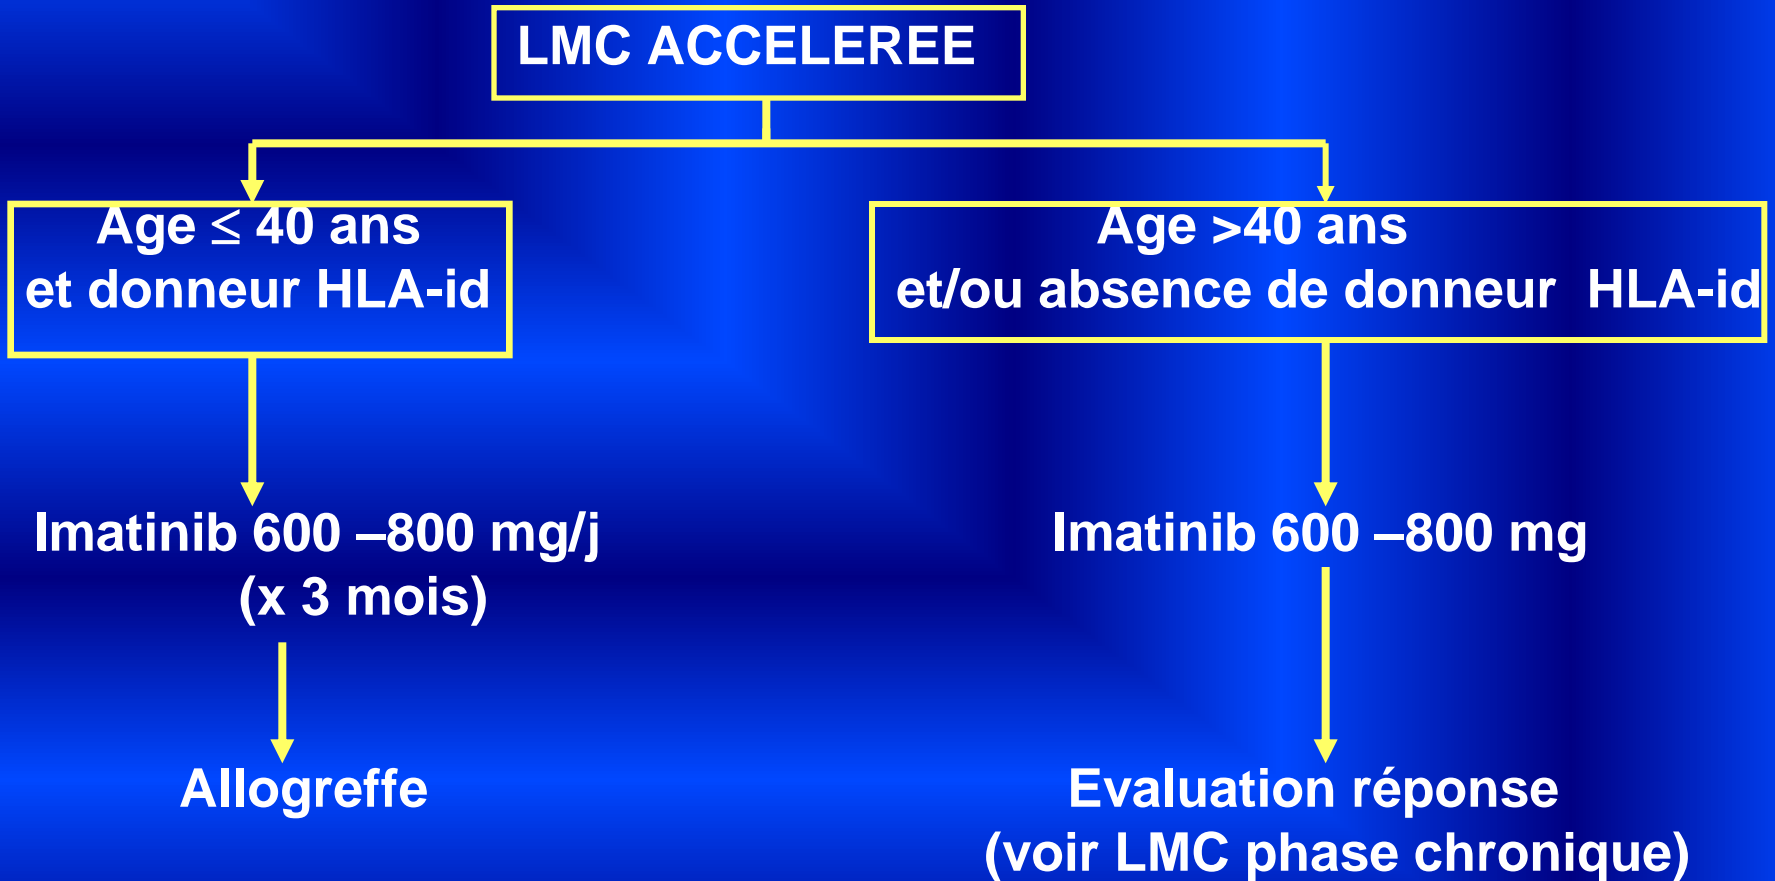 LMC ACCELEREE
Age ≤ 40 ans
et donneur HLA-id
Age >40 ans
et/ou absence de donneur HLA-id
Imatinib 600 –800 mg/j
(x 3 mois)
Imatinib 600 –800 mg
Allogreffe
Evaluation réponse
(voir LMC phase chronique)